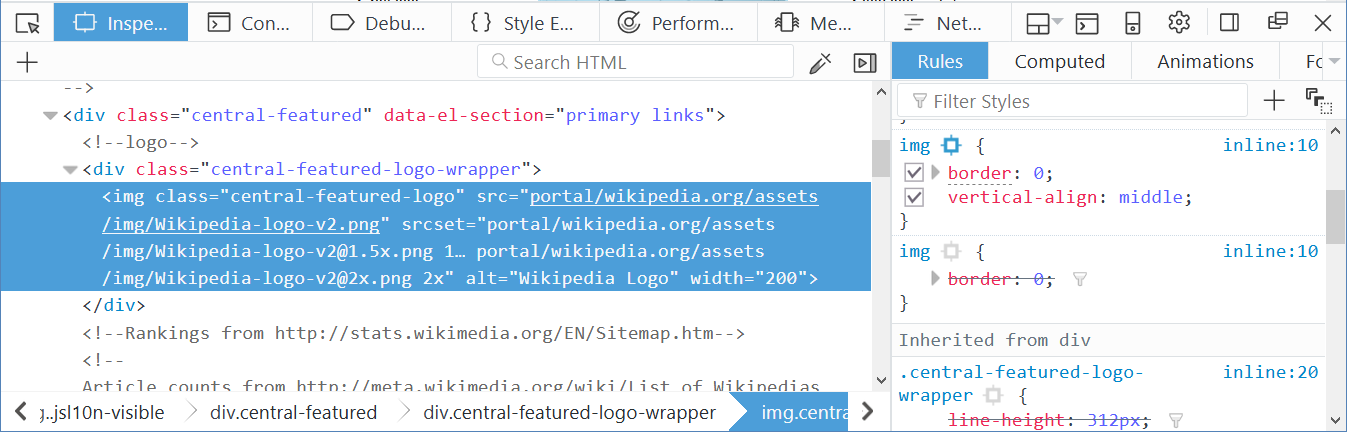 Inspe... Con... Debu... Style E... Perform... Me... Net...
Search HTML
-->
<div class="central-featured" data-el-section="primary links">
<!--logo-->
<div class="central-featured-logo-wrapper">
<img class="central-featured-logo" src="portal/wikipedia.org/assets
/img/Wikipedia-logo-v2.png" srcset="portal/wikipedia.org/assets
/img/Wikipedia-logo-v2@1.5x.png 1… portal/wikipedia.org/assets
/img/Wikipedia-logo-v2@2x.png 2x" alt="Wikipedia Logo" width="200">
</div>
<!--Rankings from http://stats.wikimedia.org/EN/Sitemap.htm-->
<!--
Article counts from http://meta.wikimedia.org/wiki/List_of_Wikipedias
g..jsl10n-visible div.central-featured div.central-featured-logo-wrapper img.centra
Rules Computed Animations Fo
Filter Styles
}
img { inline:10
border: 0;
vertical-align: middle;
}
img { inline:10
border: 0;
}
Inherited from div
.central-featured-logo- inline:20
wrapper {
line-height: 312px;